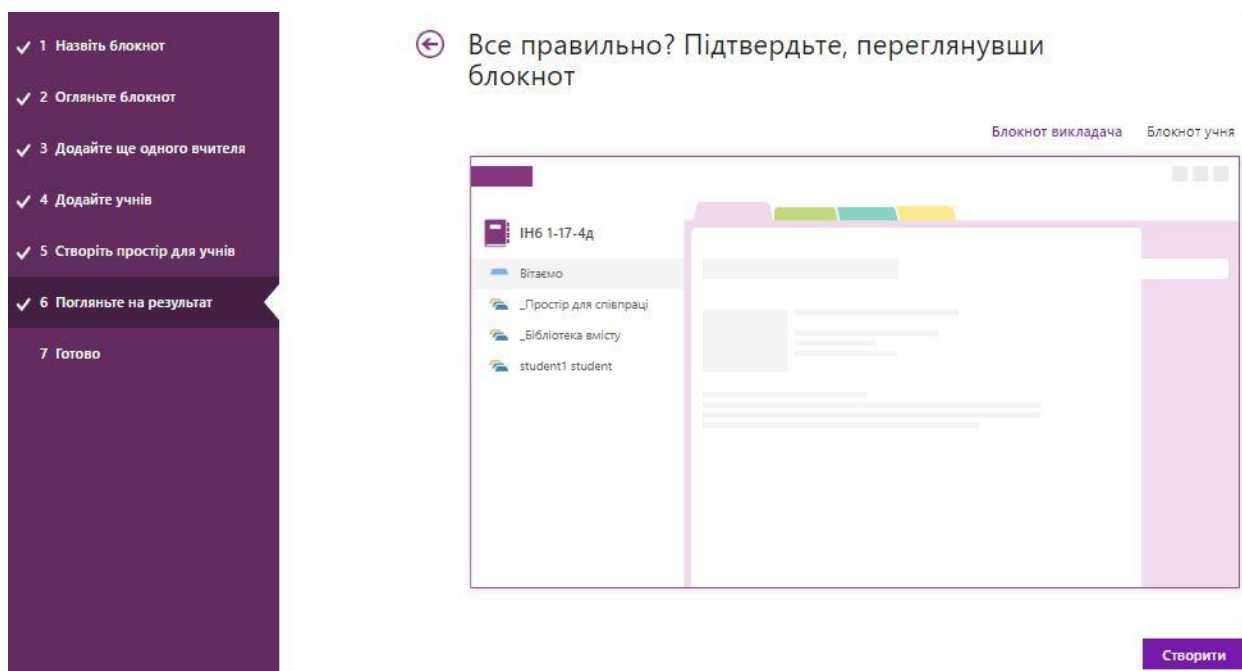 ✓ 1 Назвіть блокнот
✓ 2 Огляньте блокнот
✓ 3 Додайте ще одного вчителя
✓ 4 Додайте учнів
✓ 5 Створіть простір для учнів
✓ 6 Погляньте на результат
7 Готово
Все правильно? Підтвердьте, переглянувши
блокнот
Блокнот викладача Блокнот учня
ІН6 1-17-4д
Вітаємо
_Простір для співпраці
_Бібліотека вмісту
student1 student
Створити